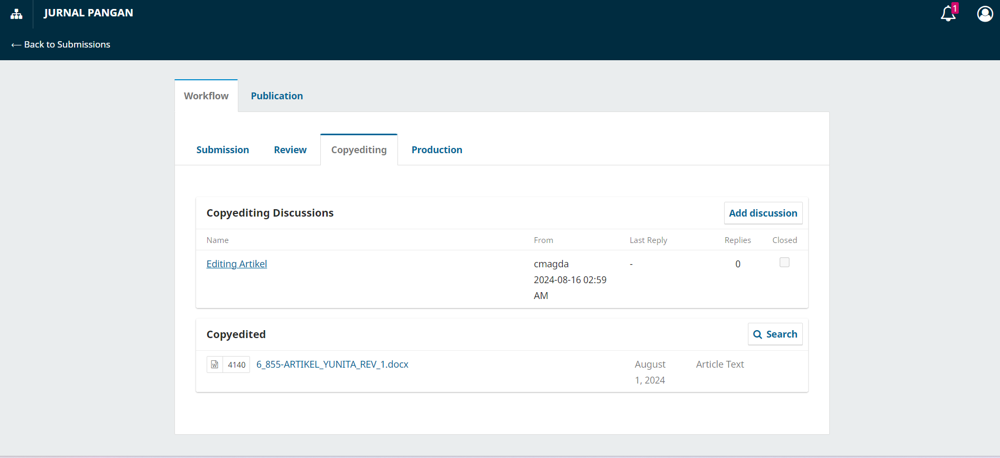 JURNAL PANGAN
1
← Back to Submissions
Workflow Publication
Submission Review Copyediting Production
Copyediting Discussions Add discussion
Name From Last Reply Replies Closed
Editing Artikel cmagda - 0
2024-08-16 02:59
AM
Copyedited Search
W 4140 6_855-ARTIKEL_YUNITA_REV_1.docx August Article Text
1, 2024